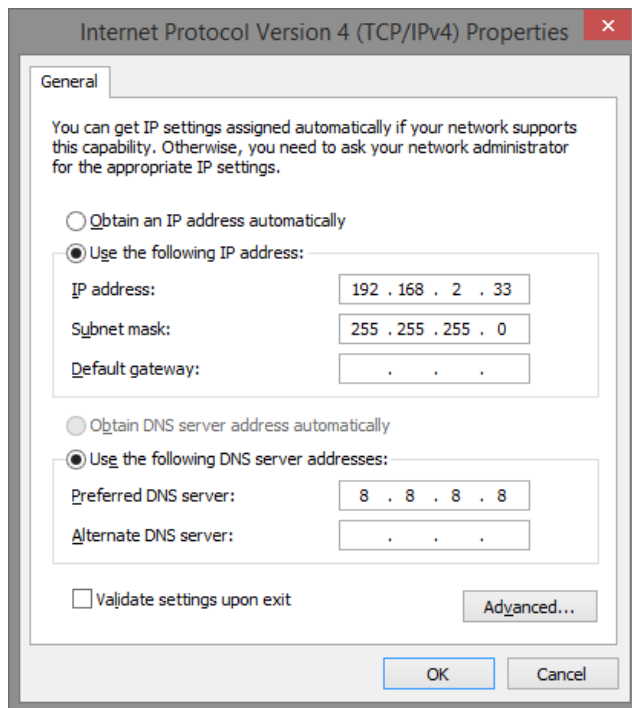 Internet Protocol Version 4 (TCP/IPv4) Properties
General
You can get IP settings assigned automatically if your network supports
this capability. Otherwise, you need to ask your network administrator
for the appropriate IP settings.
Obtain an IP address automatically
Use the following IP address:
IP address: 192 . 168 . 2 . 33
Subnet mask: 255 . 255 . 255 . 0
Default gateway: . . .
Obtain DNS server address automatically
Use the following DNS server addresses:
Preferred DNS server: 8 . 8 . 8 . 8
Alternate DNS server: . . .
Validate settings upon exit
Advanced...
OK Cancel